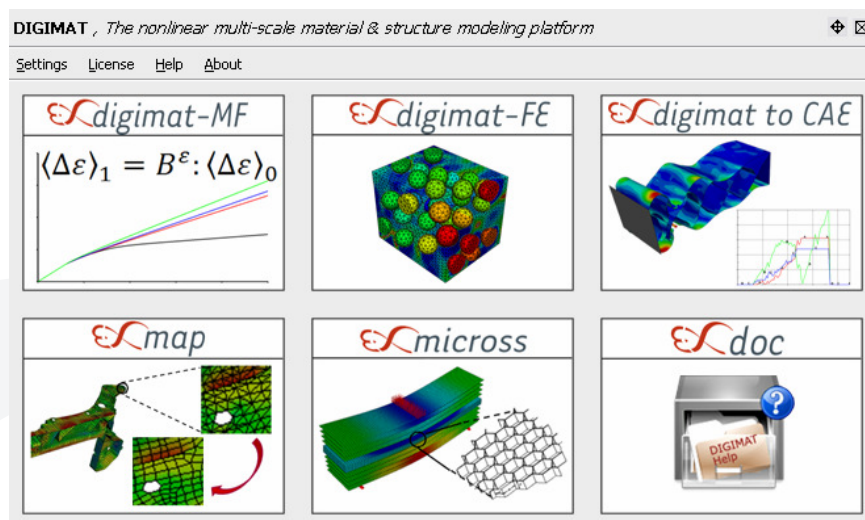 DIGIMAT , The nonlinear multi-scale material & structure modeling platform
Settings License Help About
digimat-MF
⟨Δε⟩₁ = Bᵋ:⟨Δε⟩₀
digimat-FE
digimat to CAE
map
micross
doc
?
DIGIMAT
Help